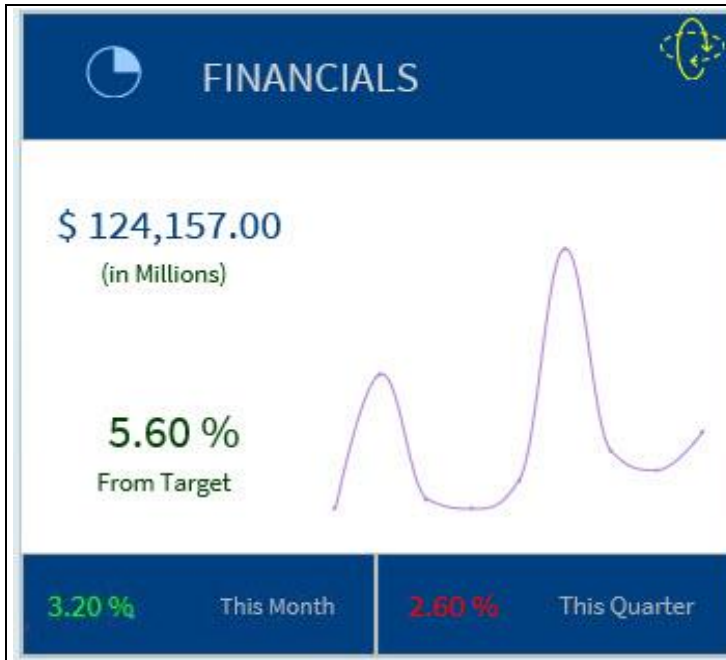 FINANCIALS
$ 124,157.00
(in Millions)
5.60 %
From Target
3.20 % This Month 2.60 % This Quarter